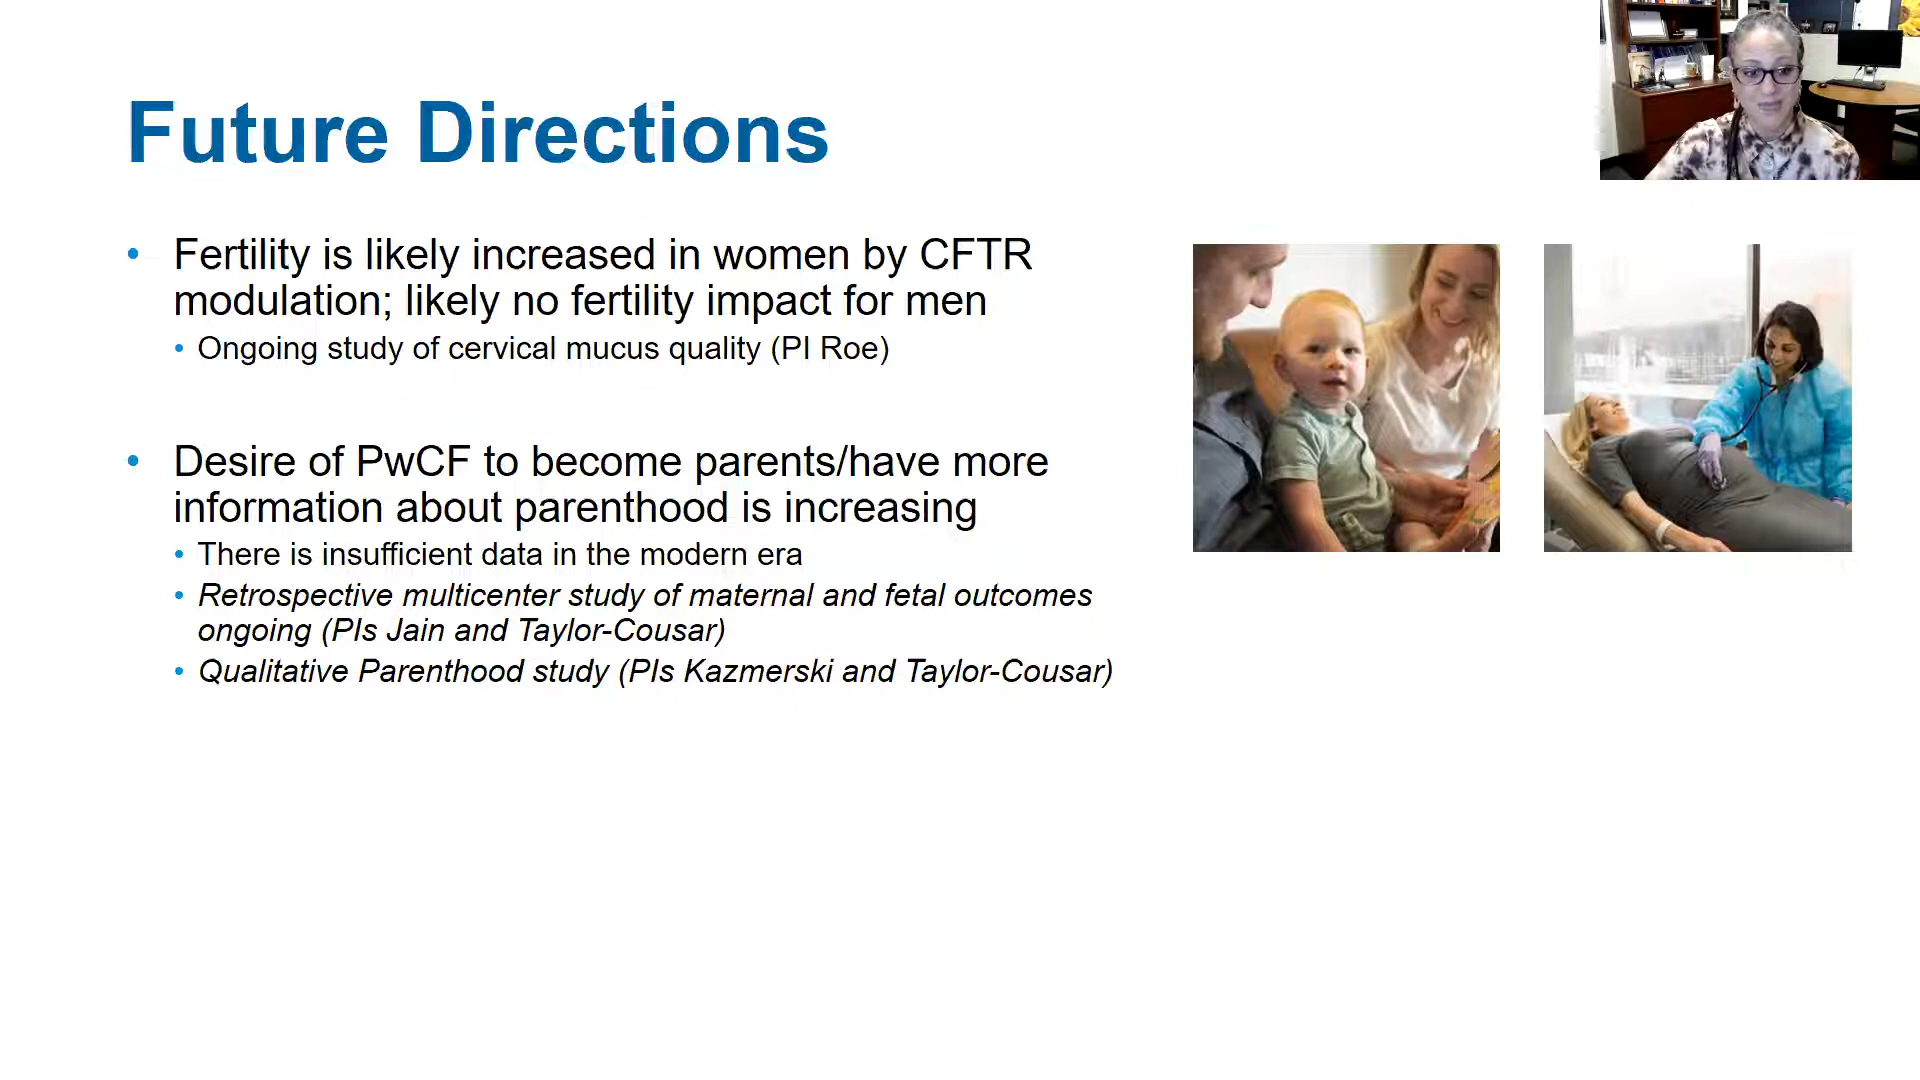 Future Directions
• Fertility is likely increased in women by CFTR
modulation; likely no fertility impact for men
• Ongoing study of cervical mucus quality (PI Roe)
• Desire of PwCF to become parents/have more
information about parenthood is increasing
• There is insufficient data in the modern era
• Retrospective multicenter study of maternal and fetal outcomes
ongoing (PIs Jain and Taylor-Cousar)
• Qualitative Parenthood study (PIs Kazmerski and Taylor-Cousar)